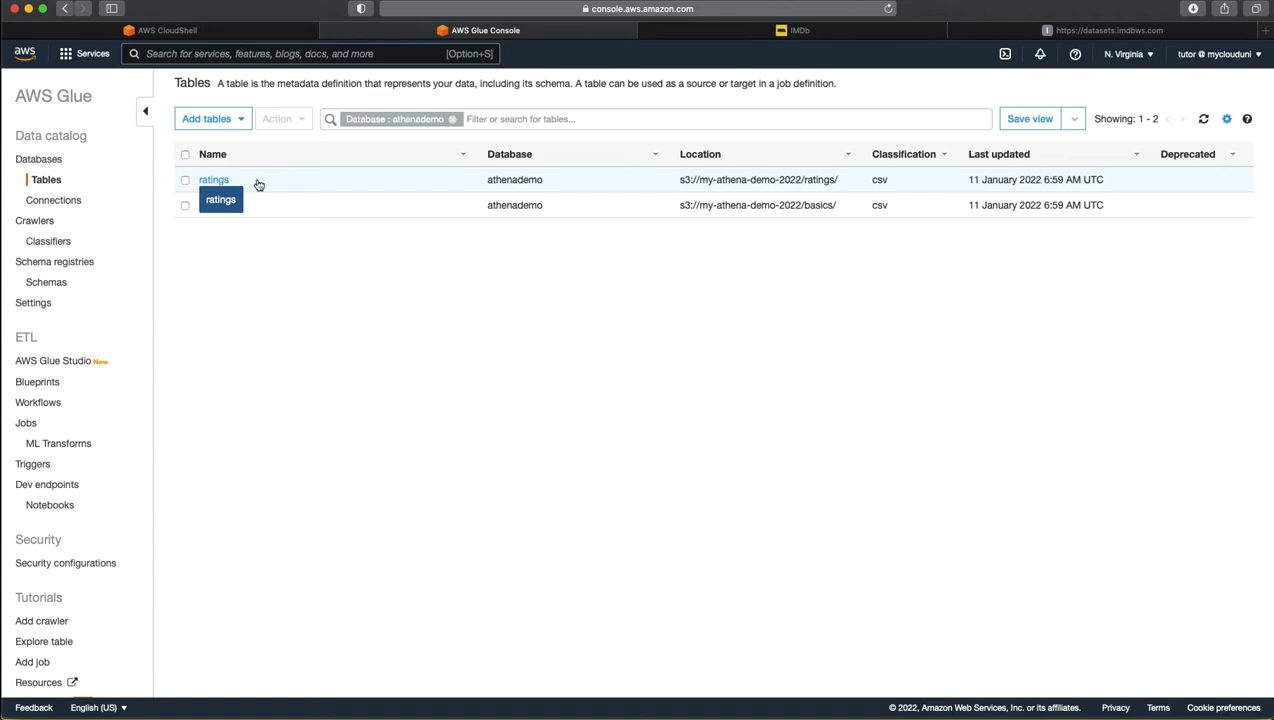 console.aws.amazon.com
AWS CloudShell
AWS Glue Console
IMDb
https://datasets.imdbws.com
aws
Services
Search for services, features, blogs, docs, and more
[Option+S]
N. Virginia
tutor @ myclouduni
AWS Glue
Data catalog
Databases
Tables
Connections
Crawlers
Classifiers
Schema registries
Schemas
Settings
ETL
AWS Glue Studio New
Blueprints
Workflows
Jobs
ML Transforms
Triggers
Dev endpoints
Notebooks
Security
Security configurations
Tutorials
Add crawler
Explore table
Add job
Resources
Tables A table is the metadata definition that represents your data, including its schema. A table can be used as a source or target in a job definition.
Add tables
Action
Database : athenademo
Filter or search for tables...
Save view
Showing: 1 - 2
Name Database Location Classification Last updated Deprecated
ratings athenademo s3://my-athena-demo-2022/ratings/ csv 11 January 2022 6:59 AM UTC
ratings
athenademo s3://my-athena-demo-2022/basics/ csv 11 January 2022 6:59 AM UTC
Feedback English (US)
© 2022, Amazon Web Services, Inc. or its affiliates. Privacy Terms Cookie preferences